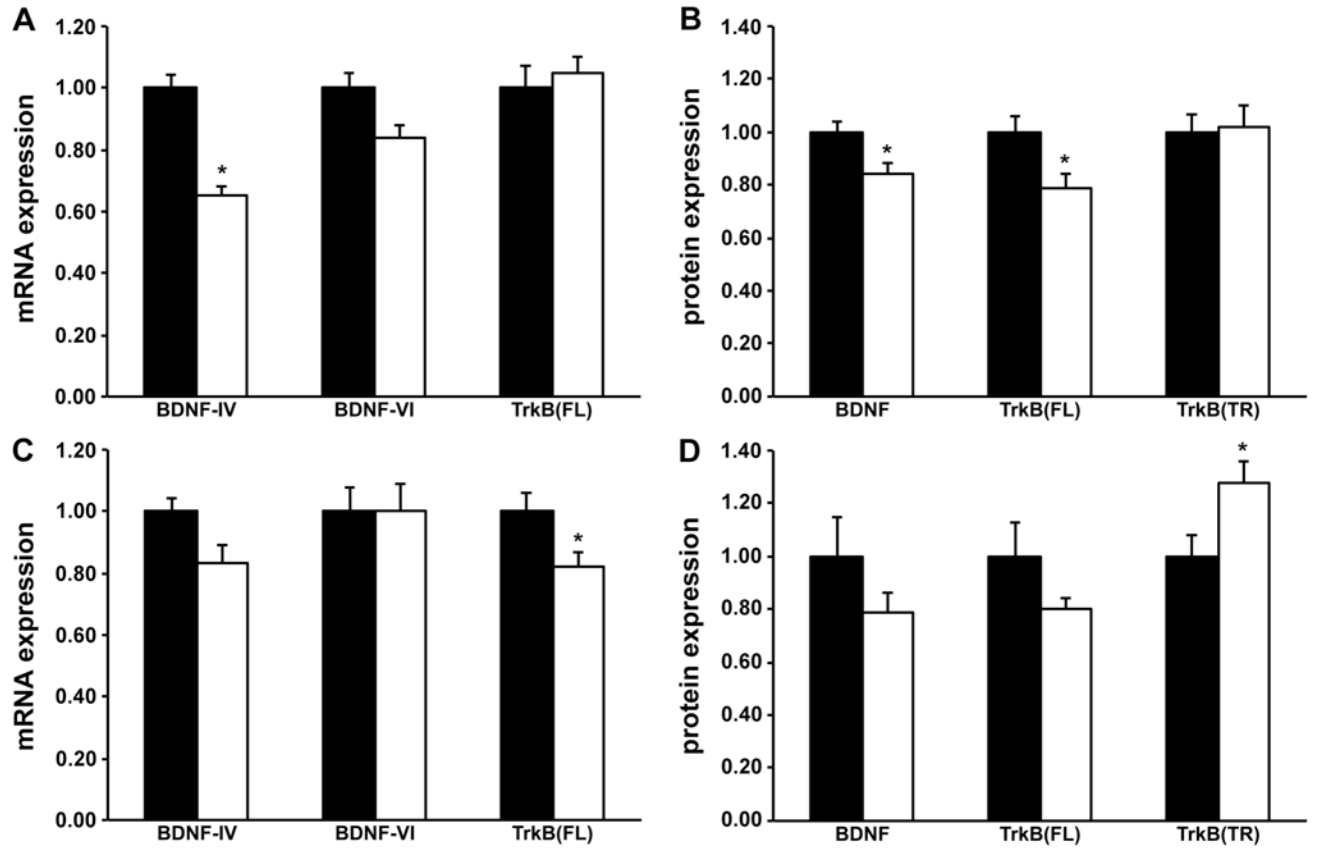 A
mRNA expression
1.20
1.00
0.80
0.60
0.40
0.20
0.00
*
BDNF-IV BDNF-VI TrkB(FL)
B
protein expression
1.40
1.20
1.00
0.80
0.60
0.40
0.20
0.00
* *
BDNF TrkB(FL) TrkB(TR)
C
mRNA expression
1.20
1.00
0.80
0.60
0.40
0.20
0.00
*
BDNF-IV BDNF-VI TrkB(FL)
D
protein expression
1.40
1.20
1.00
0.80
0.60
0.40
0.20
0.00
*
BDNF TrkB(FL) TrkB(TR)